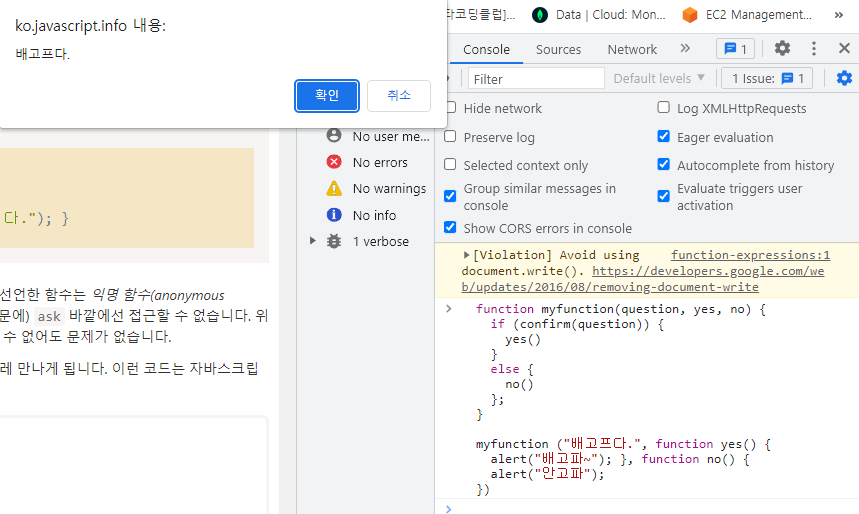 ko.javascript.info 내용:
배고프다.
확인
취소
다."); }
선언한 함수는 익명 함수(anonymous
문에) ask 바깥에선 접근할 수 없습니다. 위
수 없어도 문제가 없습니다.
레 만나게 됩니다. 이런 코드는 자바스크립
타코딩클럽]...
Data | Cloud: Mon...
EC2 Management...
»
Console
Sources
Network
»
1
Filter
Default levels ▼
1 Issue: 1
Hide network
Log XMLHttpRequests
Preserve log
Eager evaluation
Selected context only
Autocomplete from history
Group similar messages in
console
Evaluate triggers user
activation
Show CORS errors in console
No user me...
No errors
No warnings
No info
1 verbose
[Violation] Avoid using function-expressions:1
document.write(). https://developers.google.com/we
b/updates/2016/08/removing-document-write
function myfunction(question, yes, no) {
if (confirm(question)) {
yes()
}
else {
no()
};
}
myfunction ("배고프다.", function yes() {
alert("배고파~"); }, function no() {
alert("안고파");
})